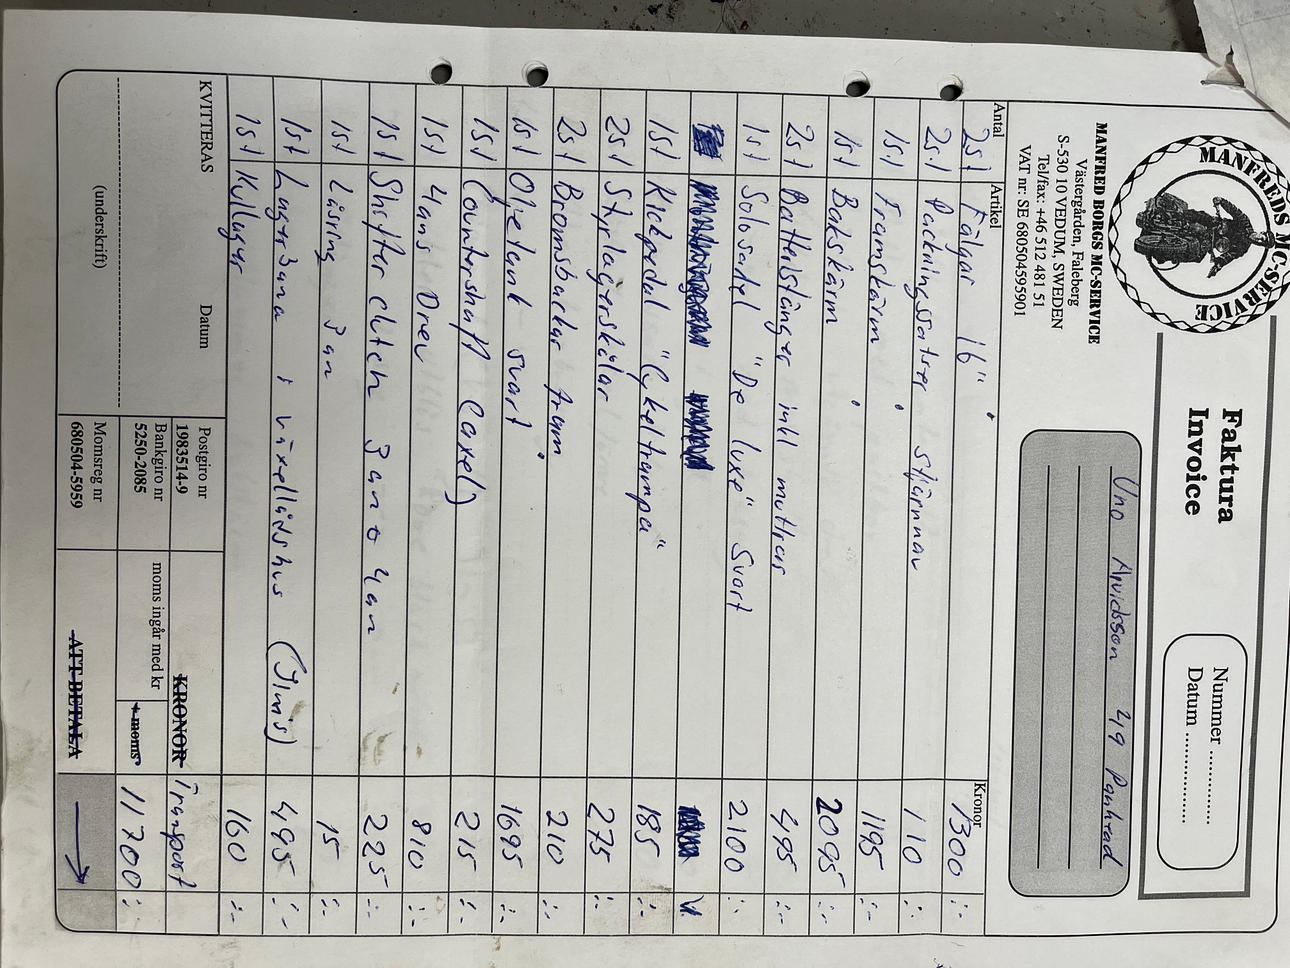 MANFREDS MC-SERVICE
MANFRED BORGS MC-SERVICE
Västergården, Faleberg
S-530 10 VEDUM, SWEDEN
Tel/fax: +46 512 481 51
VAT nr: SE 680504595901
Faktura
Invoice
Nummer ..............
Datum ..............
Uno Arvidsson 49 Panhead
Antal Artikel Kronor
2st Fälgar 16" 1300 :-
2st Packningssatser stjärnnav 110 :-
1st Framskärm 1195 :-
1st Bakskärm 2095 :-
2st Battalstänger inkl muttrar 495 :-
1st Solosadel "De luxe" Svart 2100 :-
1st Kickpedal "Cykeltrampa" 185 :-
2st Styrlagerskålar 275 :-
2st Bromsbackar fram 210 :-
1st Oljetank svart 1695 :-
1st Countershaft (axel) 215 :-
1st 4ans Drev 810 :-
1st Shifter clutch 3an o 4an 225 :-
1st Låsring 3an 15 :-
1st Lagerbana i växellådshus (Jims) 495 :-
1st Kullager 160 :-
KVITTERAS Datum
(underskrift)
Postgiro nr
1983514-9
Bankgiro nr
5250-2085
Momsreg nr
680504-5959
KRONOR Transport
moms ingår med kr
+ moms 11700 :-
ATT BETALA